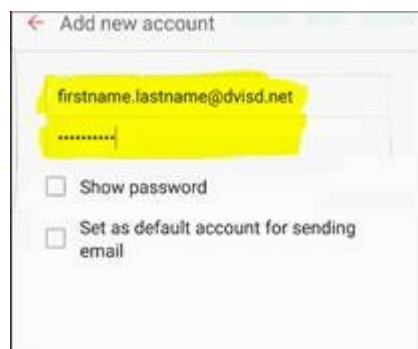 Add new account
firstname.lastname@dvisd.net
••••••••••
Show password
Set as default account for sending
email